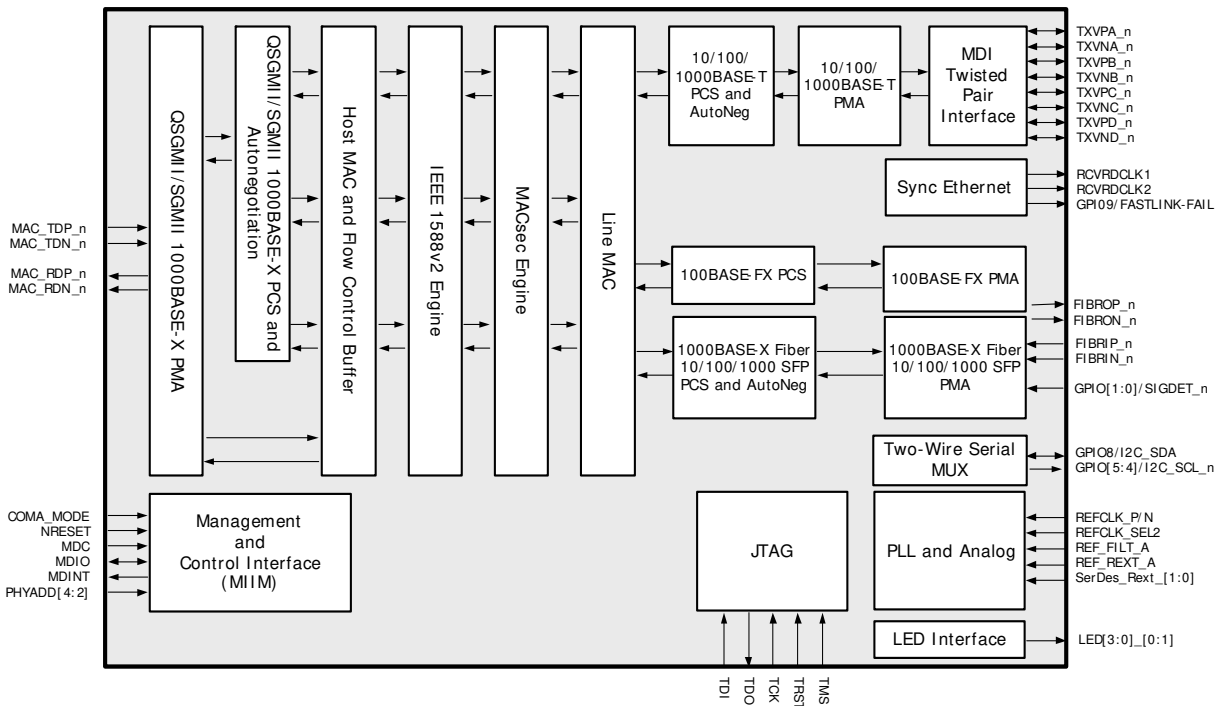 QSGMII/SGMII 1000BASE-X PMA
QSGMII/SGMII 1000BASE-X PCS and
Autonegotiation
Host MAC and Flow Control Buffer
IEEE 1588v2 Engine
MACsec Engine
Line MAC
10/100/
1000BASE-T
PCS and
AutoNeg
10/100/
1000BASE-T
PMA
MDI
Twisted
Pair
Interface
TXVPA_n
TXVNA_n
TXVPB_n
TXVNB_n
TXVPC_n
TXVNC_n
TXVPD_n
TXVND_n
Sync Ethernet
RCVRDCLK1
RCVRDCLK2
GPI09/FASTLINK-FAIL
MAC_TDP_n
MAC_TDN_n
MAC_RDP_n
MAC_RDN_n
100BASE-FX PCS
100BASE-FX PMA
FIBROP_n
FIBRON_n
1000BASE-X Fiber
10/100/1000 SFP
PCS and AutoNeg
1000BASE-X Fiber
10/100/1000 SFP
PMA
FIBRIP_n
FIBRIN_n
GPIO[1:0]/SIGDET_n
Two-Wire Serial
MUX
GPIO8/I2C_SDA
GPIO[5:4]/I2C_SCL_n
COMA_MODE
NRESET
MDC
MDIO
MDINT
PHYADD[4:2]
Management
and
Control Interface
(MIIM)
JTAG
PLL and Analog
REFCLK_P/N
REFCLK_SEL2
REF_FILT_A
REF_REXT_A
SerDes_Rext_[1:0]
LED Interface
LED[3:0]_[0:1]
TDI
TDO
TCK
TRST
TMS